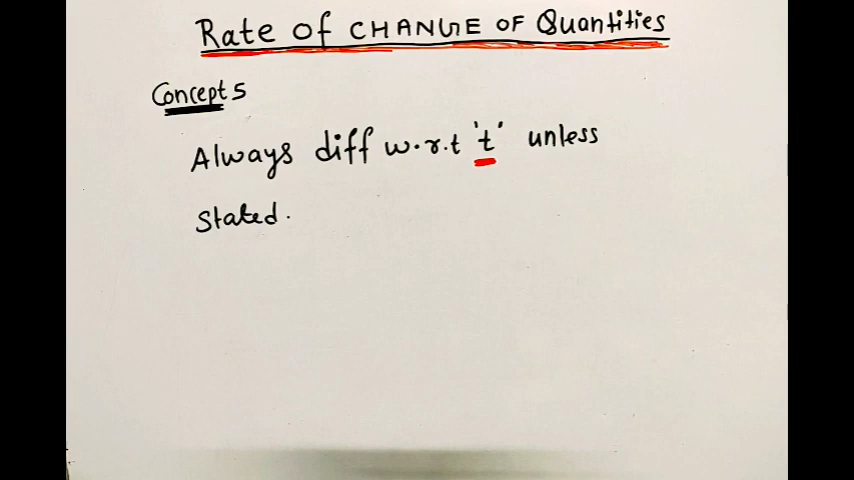 Rate of CHANGE OF Quantities
Concepts
Always diff w.r.t 't' unless
Stated.